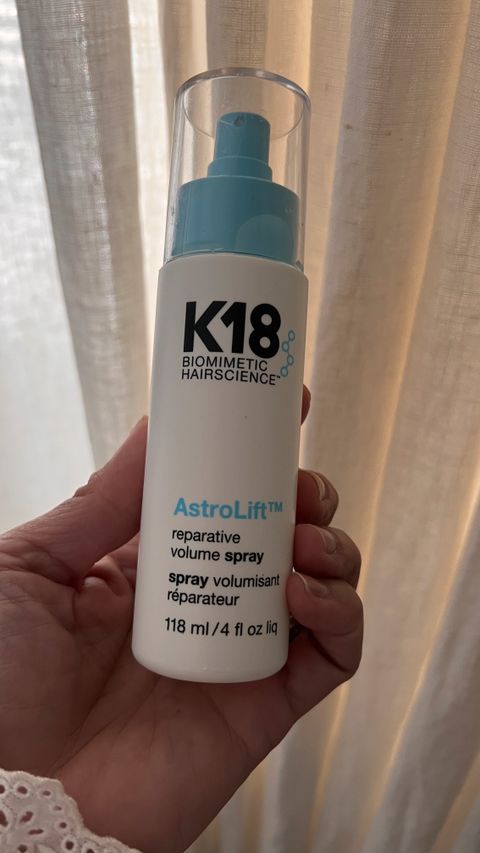 K18
BIOMIMETIC
HAIRSCIENCE™
AstroLift™
reparative
volume spray
spray volumisant
réparateur
118 ml/4 fl oz liq